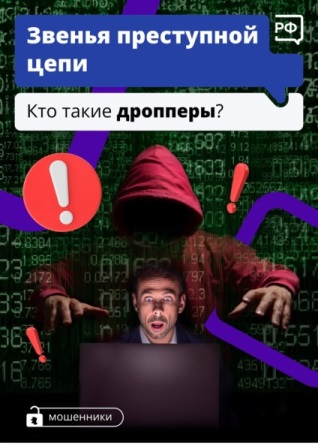 Звенья преступной
цепи
РФ
Кто такие дропперы?
мошенники